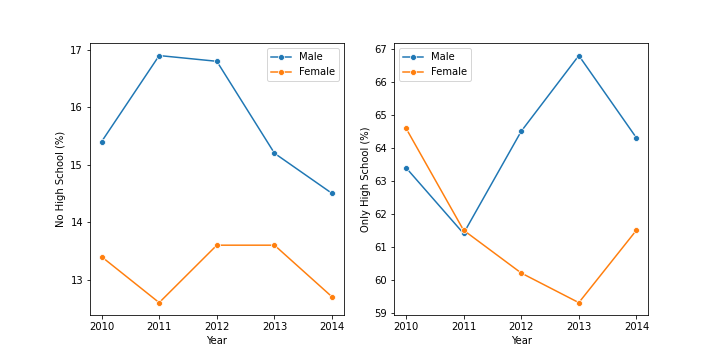 No High School (%)
17
16
15
14
13
Male
Female
2010 2011 2012 2013 2014
Year
Only High School (%)
67
66
65
64
63
62
61
60
59
Male
Female
2010 2011 2012 2013 2014
Year